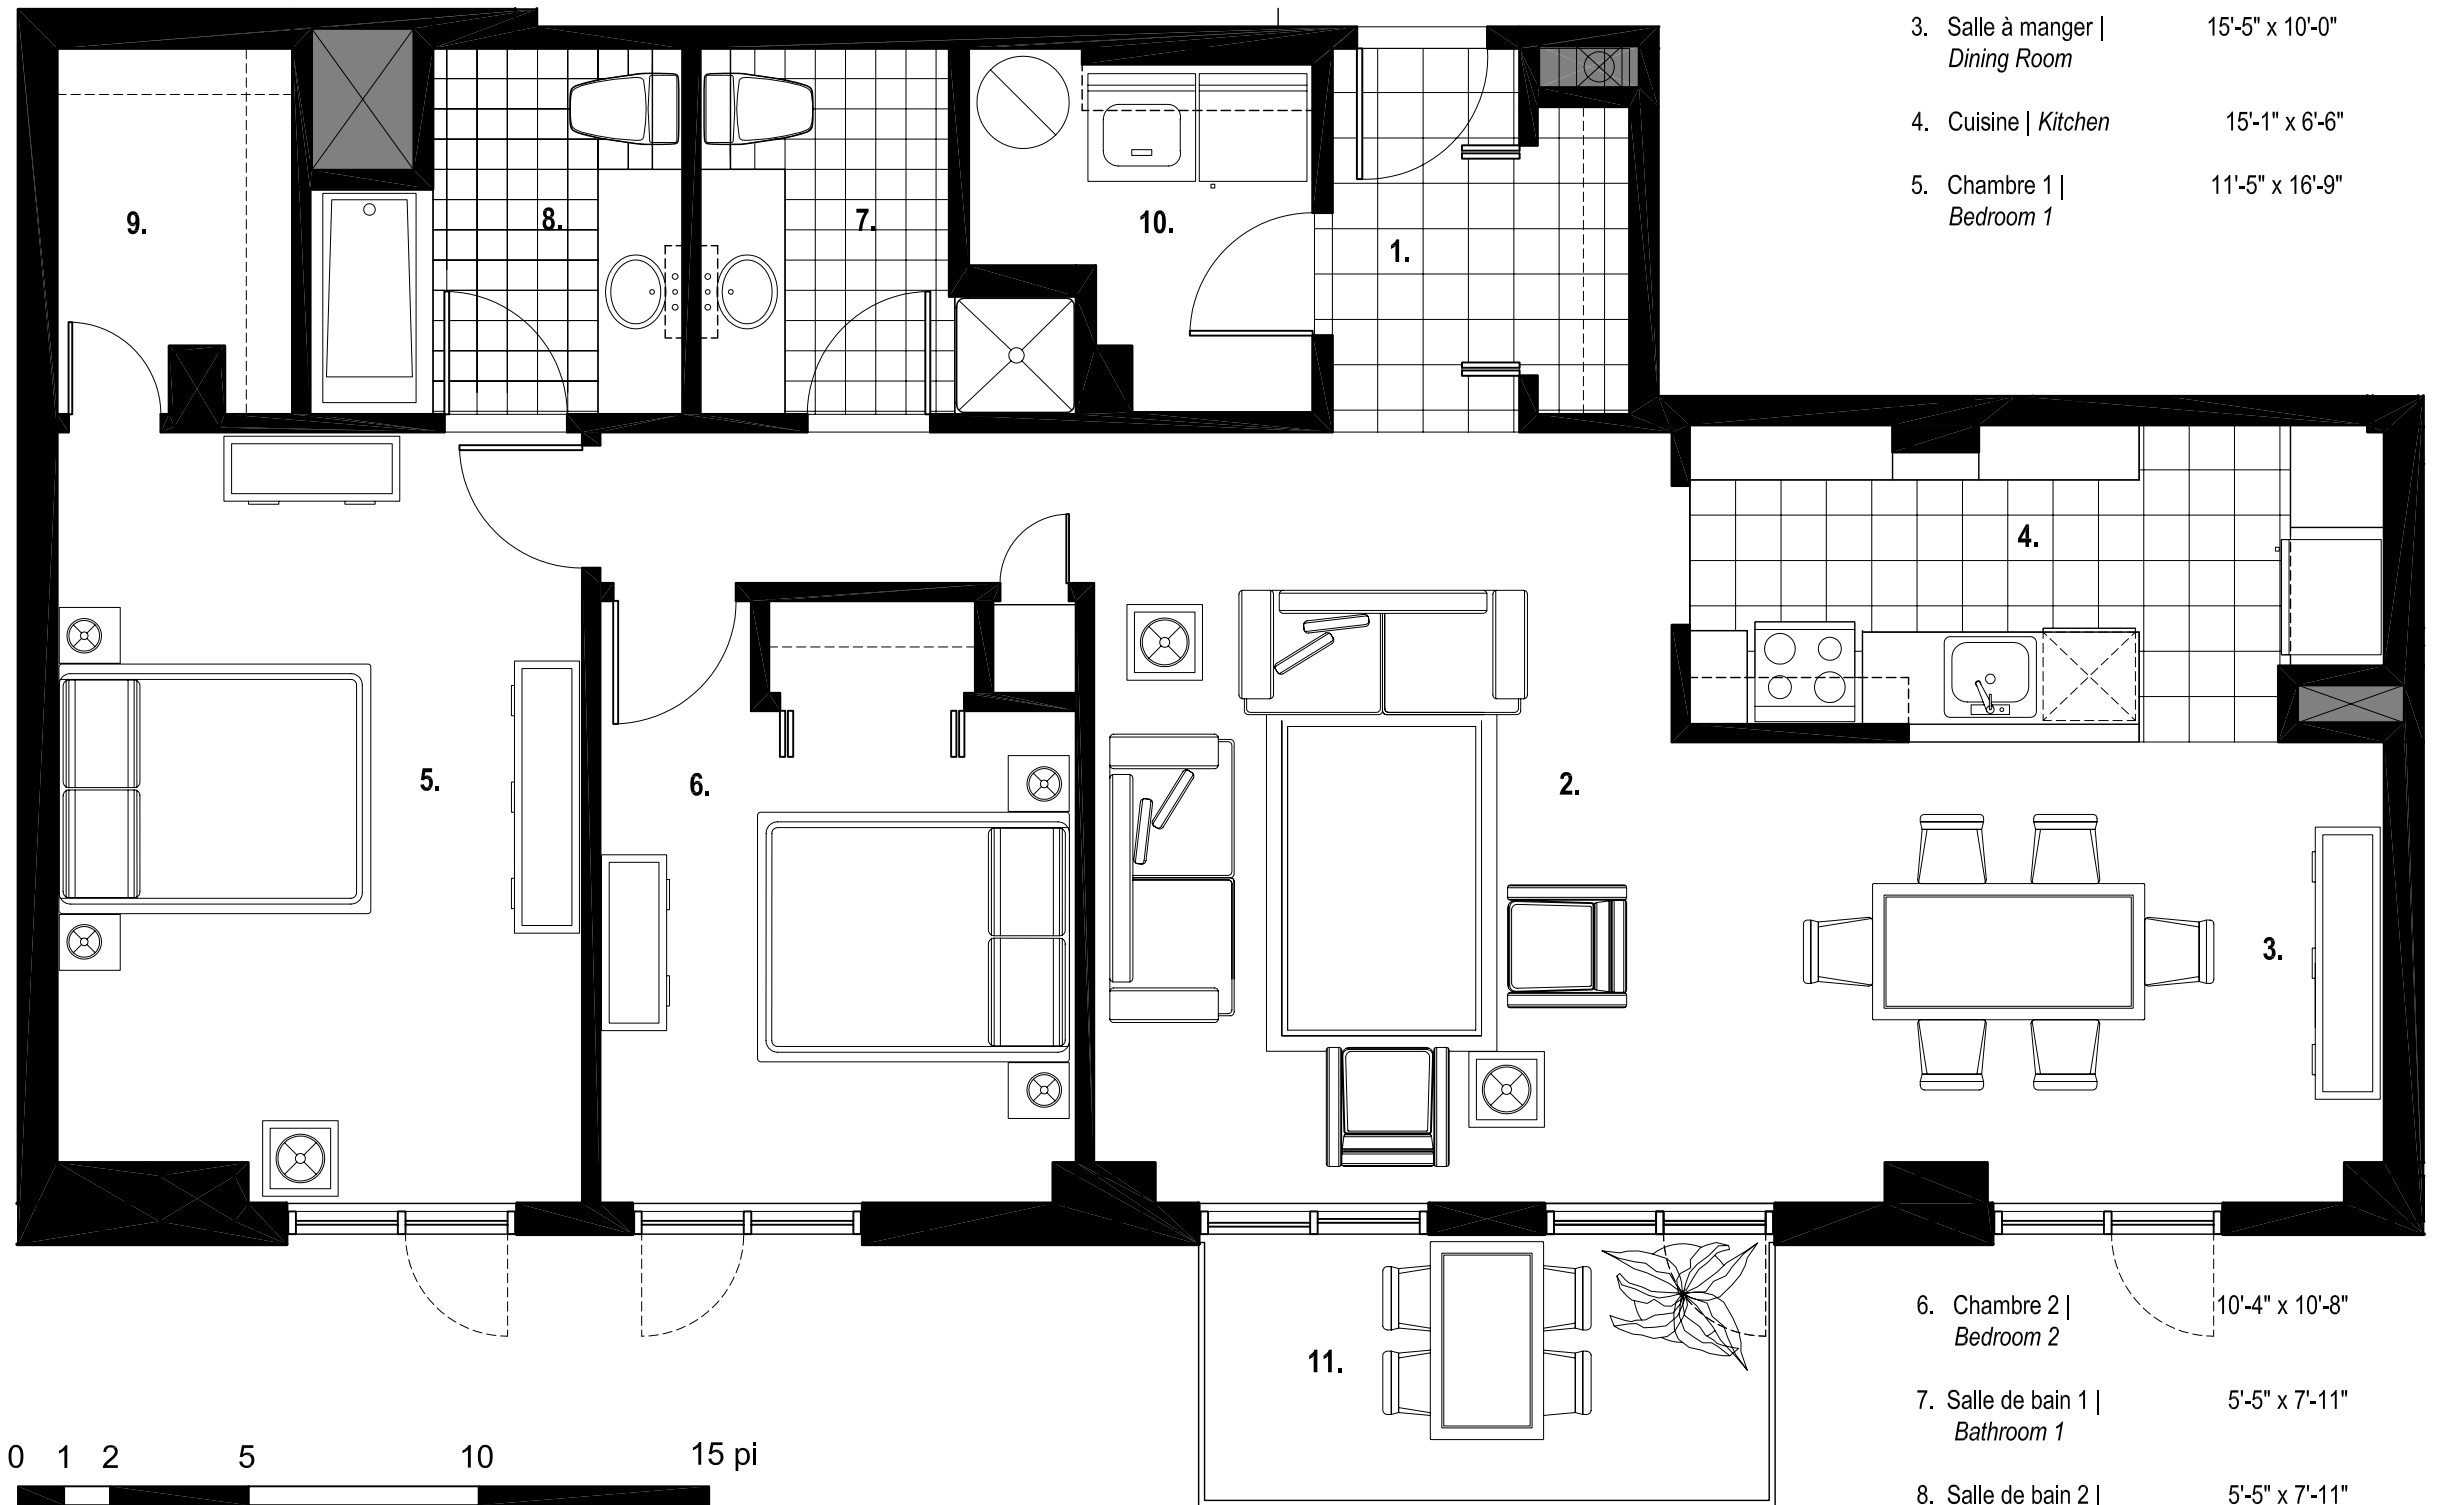 3. Salle à manger | 15'-5" x 10'-0"
Dining Room
4. Cuisine | Kitchen 15'-1" x 6'-6"
5. Chambre 1 | 11'-5" x 16'-9"
Bedroom 1
9.
8.
7.
10.
1.
4.
5.
6.
2.
3.
11.
6. Chambre 2 | 10'-4" x 10'-8"
Bedroom 2
7. Salle de bain 1 | 5'-5" x 7'-11"
Bathroom 1
8. Salle de bain 2 | 5'-5" x 7'-11"
0 1 2 5 10 15 pi